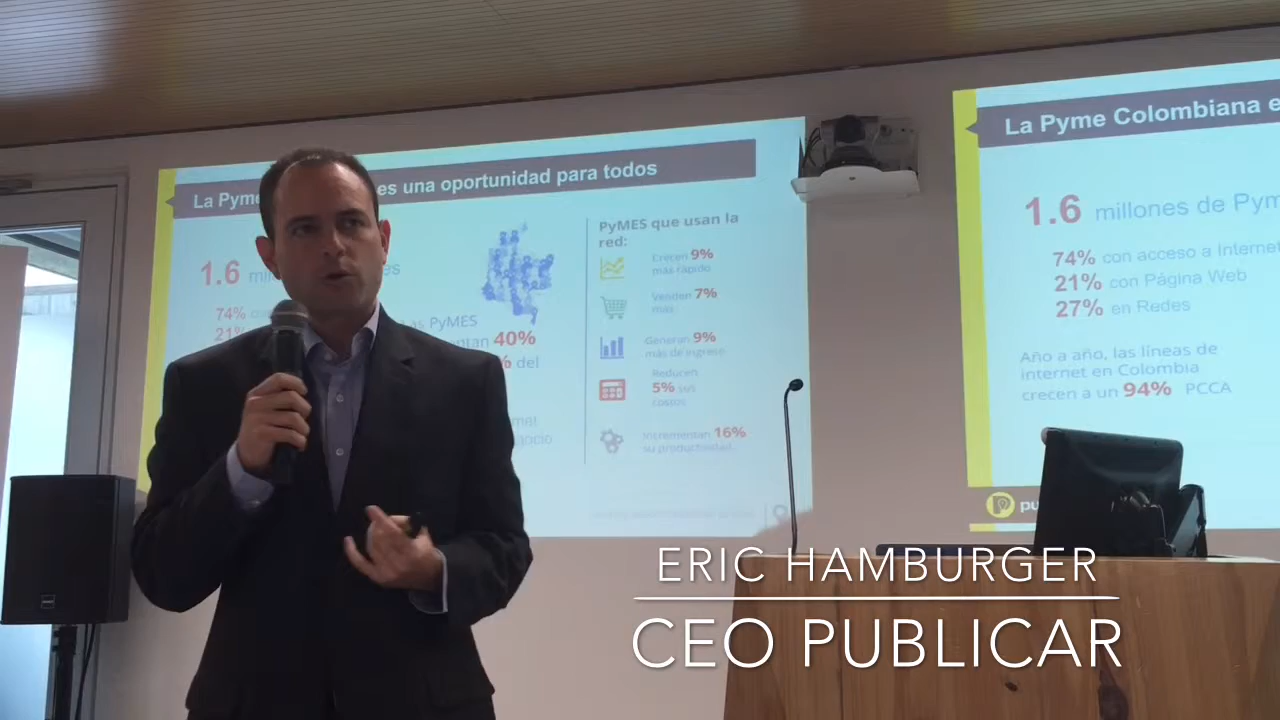 La Pyme es una oportunidad para todos
1.6
74%
21%
PyMES
40%
del
PyMES que usan la
red:
Crecen 9%
más rápido
Venden 7%
más
Generan 9%
más de ingreso
Reducen
5% sus
costos
Incrementan 16%
su productividad
La Pyme Colombiana e
1.6 millones de Pym
74% con acceso a Internet
21% con Página Web
27% en Redes
Año a año, las líneas de
internet en Colombia
crecen a un 94% PCCA
pu
ERIC HAMBURGER
CEO PUBLICAR